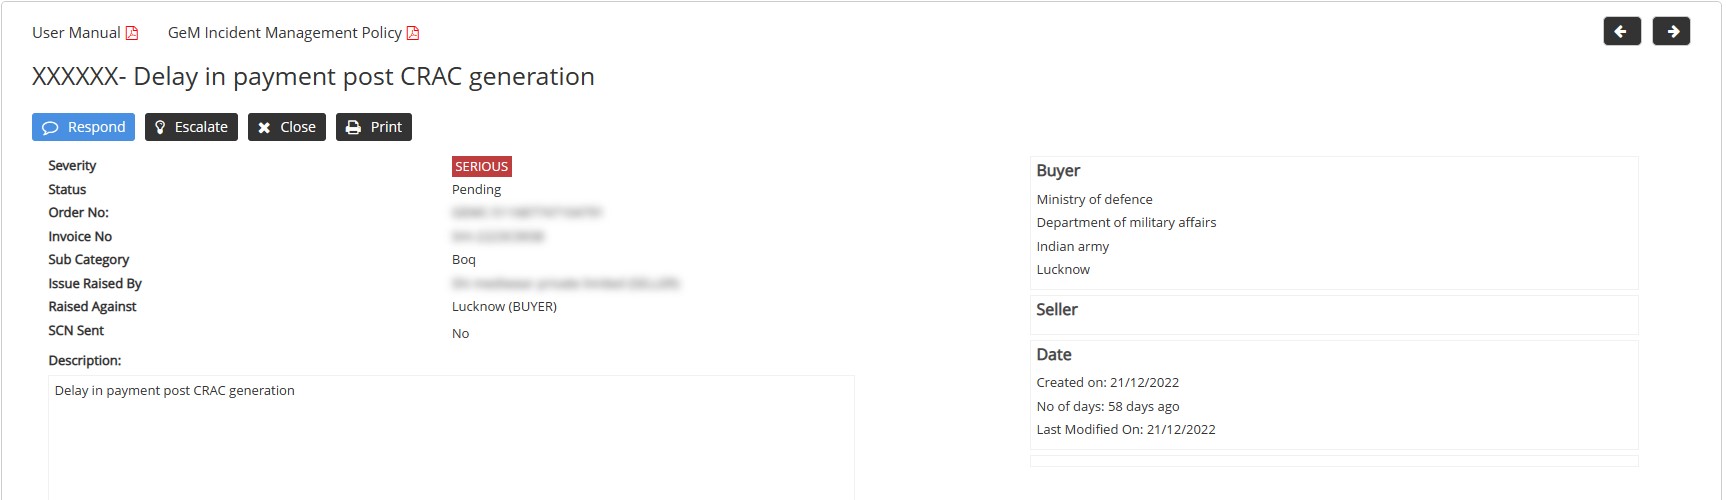 User Manual GeM Incident Management Policy
XXXXXX- Delay in payment post CRAC generation
Respond Escalate Close Print
Severity SERIOUS
Status Pending
Order No:
Invoice No
Sub Category Boq
Issue Raised By
Raised Against Lucknow (BUYER)
SCN Sent No
Description:
Delay in payment post CRAC generation
Buyer
Ministry of defence
Department of military affairs
Indian army
Lucknow
Seller
Date
Created on: 21/12/2022
No of days: 58 days ago
Last Modified On: 21/12/2022